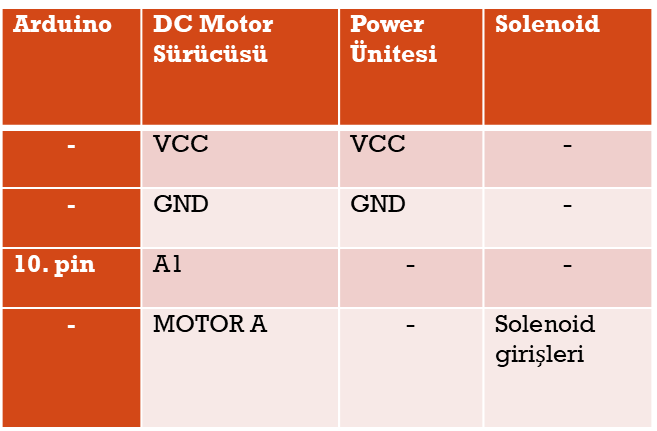 Arduino DC Motor Sürücüsü Power Ünitesi Solenoid
- VCC VCC -
- GND GND -
10. pin A1 - -
- MOTOR A - Solenoid girişleri